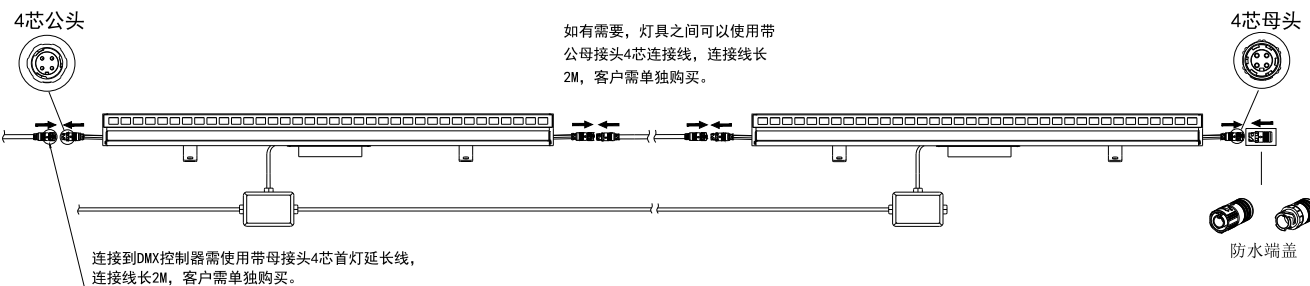 4芯公头
如有需要，灯具之间可以使用带
公母接头4芯连接线，连接线长
2M，客户需单独购买。
4芯母头
连接到DMX控制器需使用带母接头4芯首灯延长线，
连接线长2M，客户需单独购买。
防水端盖